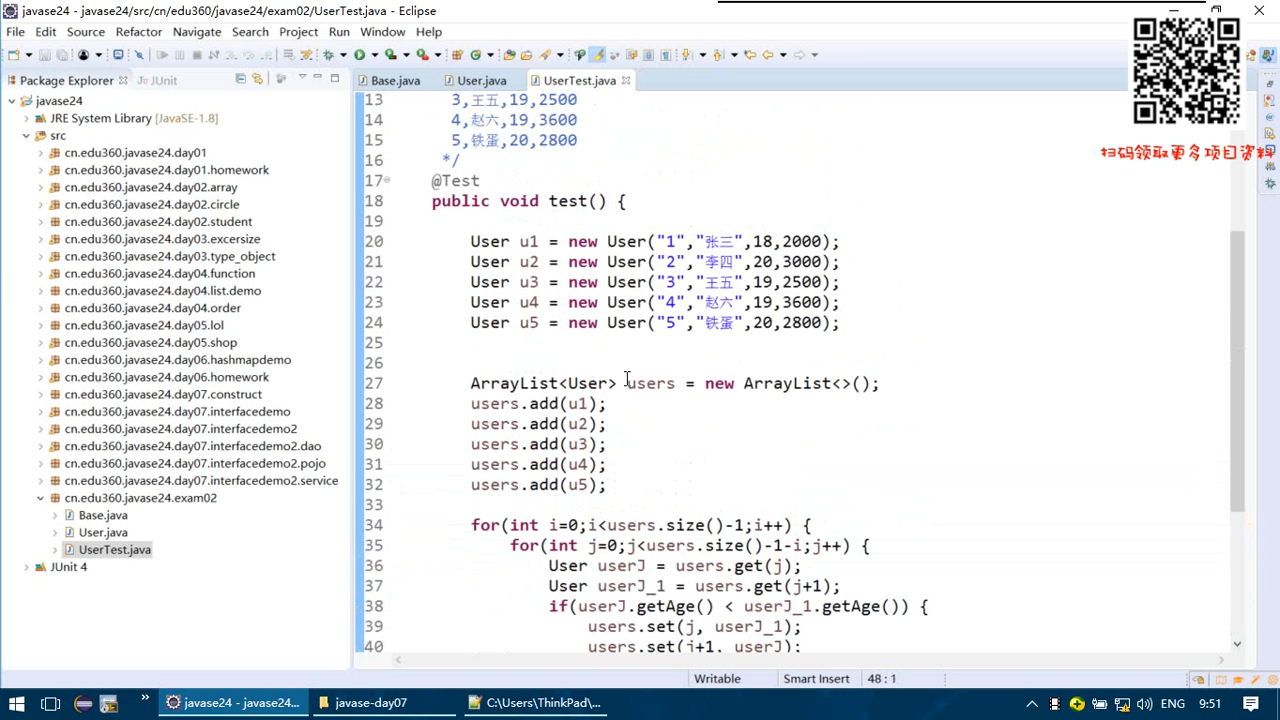 javase24 - javase24/src/cn/edu360/javase24/exam02/UserTest.java - Eclipse
File Edit Source Refactor Navigate Search Project Run Window Help
Package Explorer JUnit
javase24
JRE System Library [JavaSE-1.8]
src
cn.edu360.javase24.day01
cn.edu360.javase24.day01.homework
cn.edu360.javase24.day02.array
cn.edu360.javase24.day02.circle
cn.edu360.javase24.day02.student
cn.edu360.javase24.day03.excersize
cn.edu360.javase24.day03.type_object
cn.edu360.javase24.day04.function
cn.edu360.javase24.day04.list.demo
cn.edu360.javase24.day04.order
cn.edu360.javase24.day05.lol
cn.edu360.javase24.day05.shop
cn.edu360.javase24.day06.hashmapdemo
cn.edu360.javase24.day06.homework
cn.edu360.javase24.day07.construct
cn.edu360.javase24.day07.interfacedemo
cn.edu360.javase24.day07.interfacedemo2
cn.edu360.javase24.day07.interfacedemo2.dao
cn.edu360.javase24.day07.interfacedemo2.pojo
cn.edu360.javase24.day07.interfacedemo2.service
cn.edu360.javase24.exam02
Base.java
User.java
UserTest.java
JUnit 4
Base.java User.java UserTest.java
13 3,王五,19,2500
14 4,赵六,19,3600
15 5,铁蛋,20,2800
16 */
17 @Test
18 public void test() {
19
20 User u1 = new User("1","张三",18,2000);
21 User u2 = new User("2","李四",20,3000);
22 User u3 = new User("3","王五",19,2500);
23 User u4 = new User("4","赵六",19,3600);
24 User u5 = new User("5","铁蛋",20,2800);
25
26
27 ArrayList<User> users = new ArrayList<>();
28 users.add(u1);
29 users.add(u2);
30 users.add(u3);
31 users.add(u4);
32 users.add(u5);
33
34 for(int i=0;i<users.size()-1;i++) {
35 for(int j=0;j<users.size()-1-i;j++) {
36 User userJ = users.get(j);
37 User userJ_1 = users.get(j+1);
38 if(userJ.getAge() < userJ_1.getAge()) {
39 users.set(j, userJ_1);
40 users.set(j+1, userJ);
扫码领取更多项目资料
Writable Smart Insert 48 : 1
javase24 - javase24... javase-day07 C:\Users\ThinkPad\... ENG 9:51